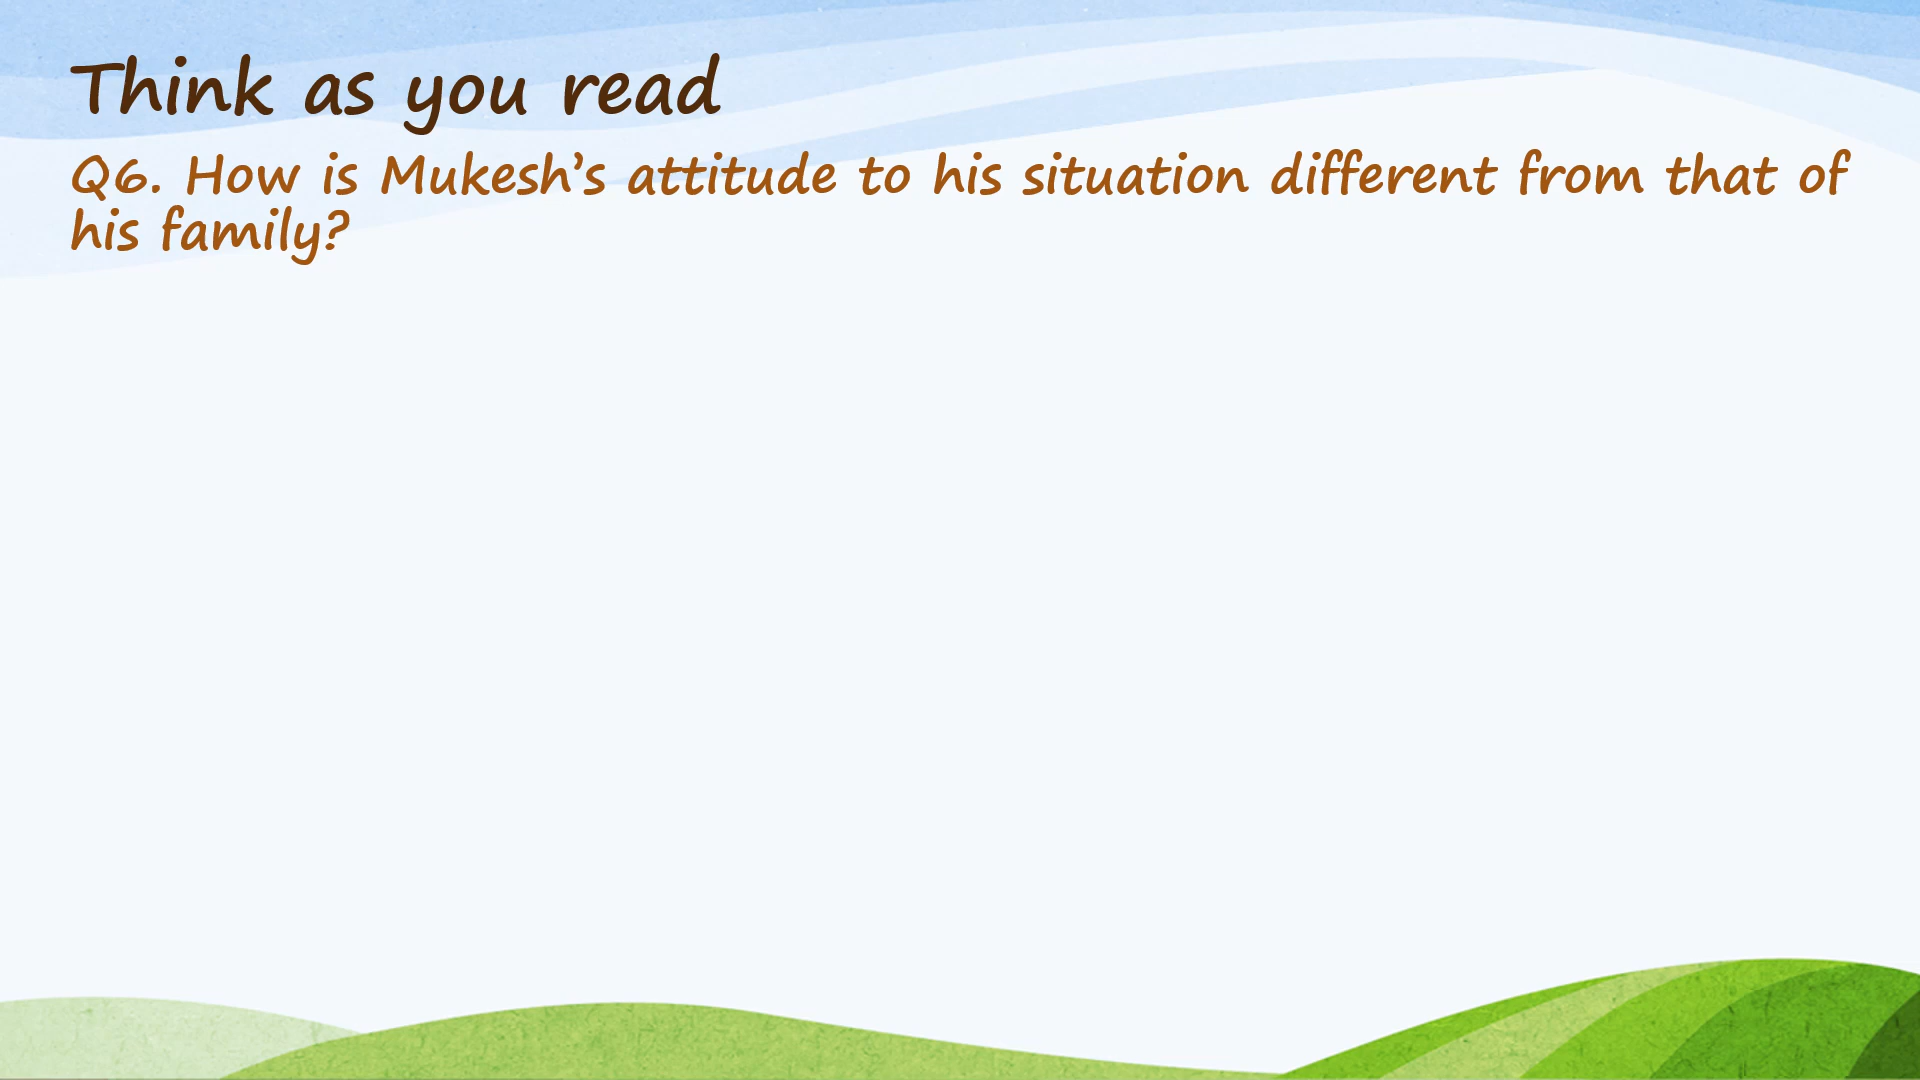 Think as you read
Q6. How is Mukesh’s attitude to his situation different from that of
his family?